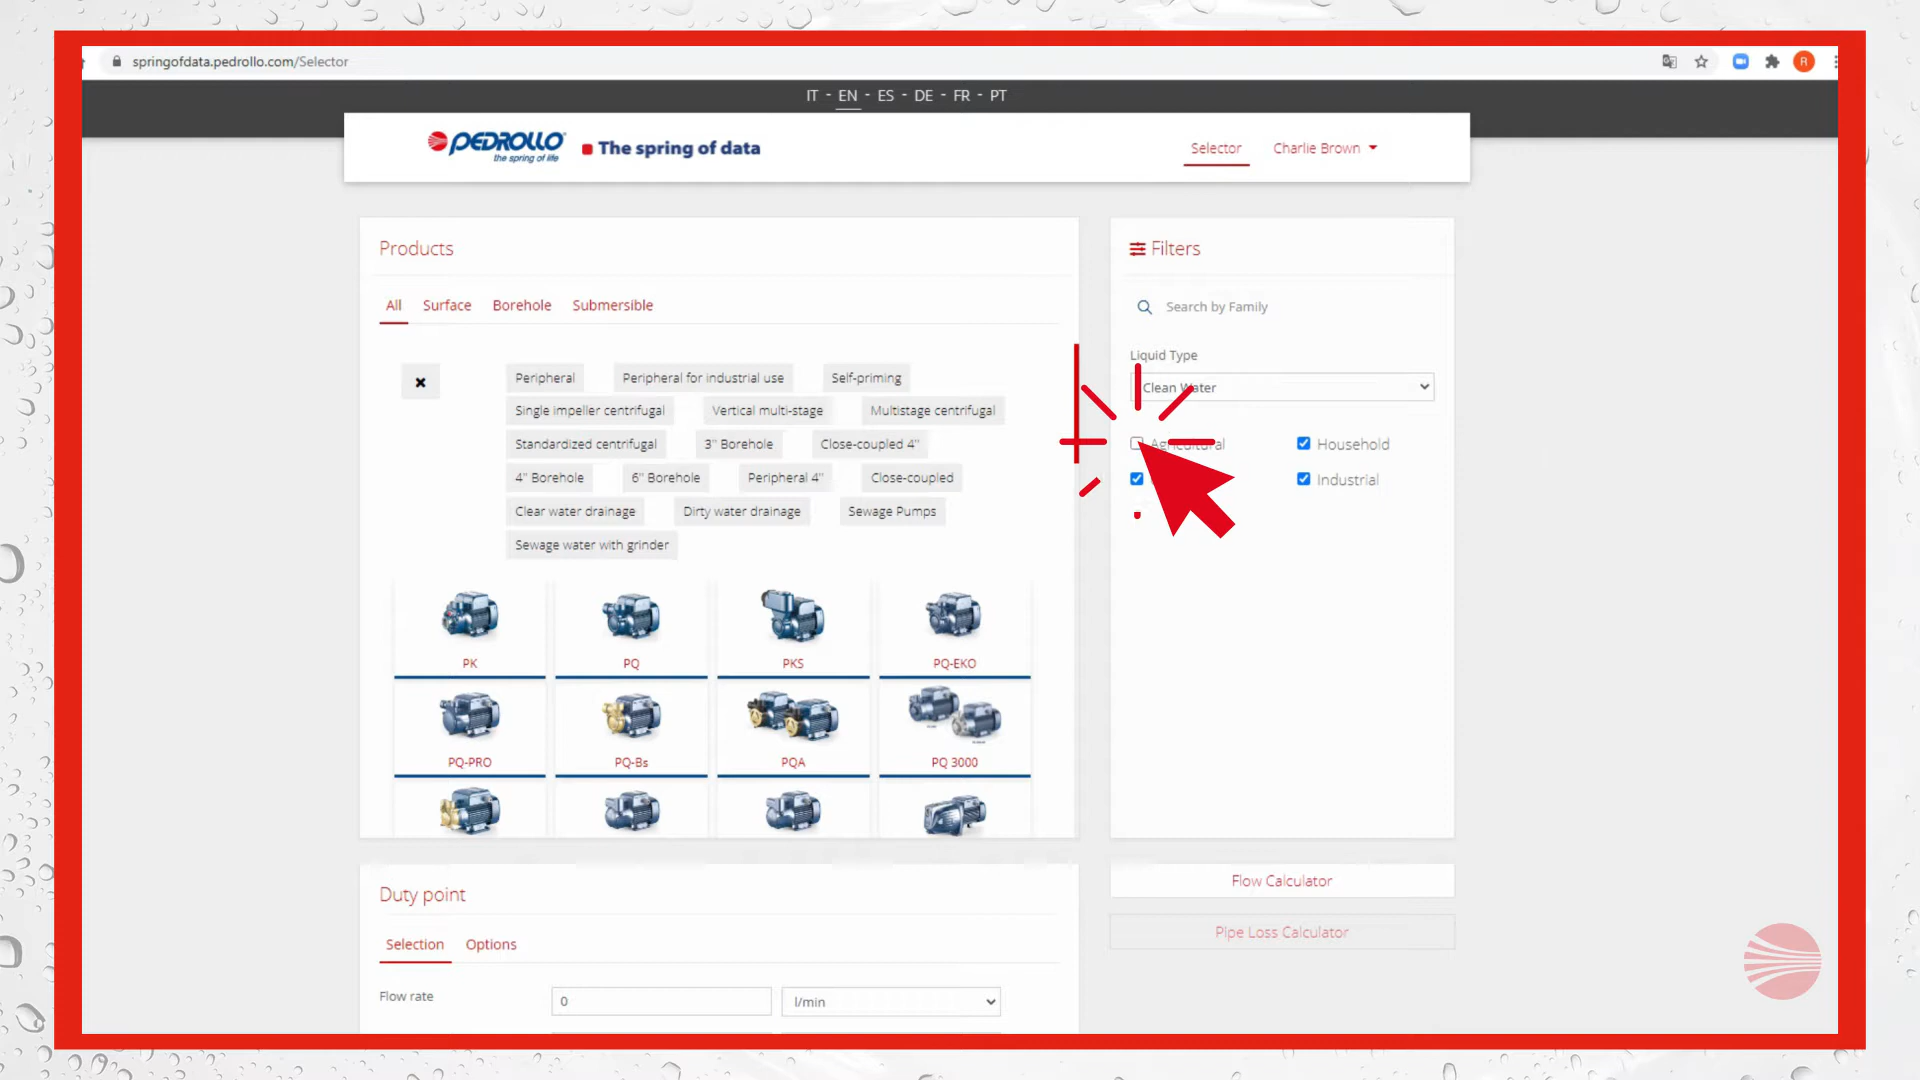 springofdata.pedrollo.com/Selector
R
IT - EN - ES - DE - FR - PT
PEDROLLO
the spring of life
The spring of data
Selector
Charlie Brown
Products
All Surface Borehole Submersible
Peripheral Peripheral for industrial use Self-priming
Single impeller centrifugal Vertical multi-stage Multistage centrifugal
Standardized centrifugal 3" Borehole Close-coupled 4"
4" Borehole 6" Borehole Peripheral 4" Close-coupled
Clear water drainage Dirty water drainage Sewage Pumps
Sewage water with grinder
PK PQ PKS PQ-EKO
PQ-PRO PQ-Bs PQA PQ 3000
Filters
Search by Family
Liquid Type
Clean Water
Agricultural Household
Industrial
Duty point
Selection Options
Flow rate 0 l/min
Flow Calculator
Pipe Loss Calculator